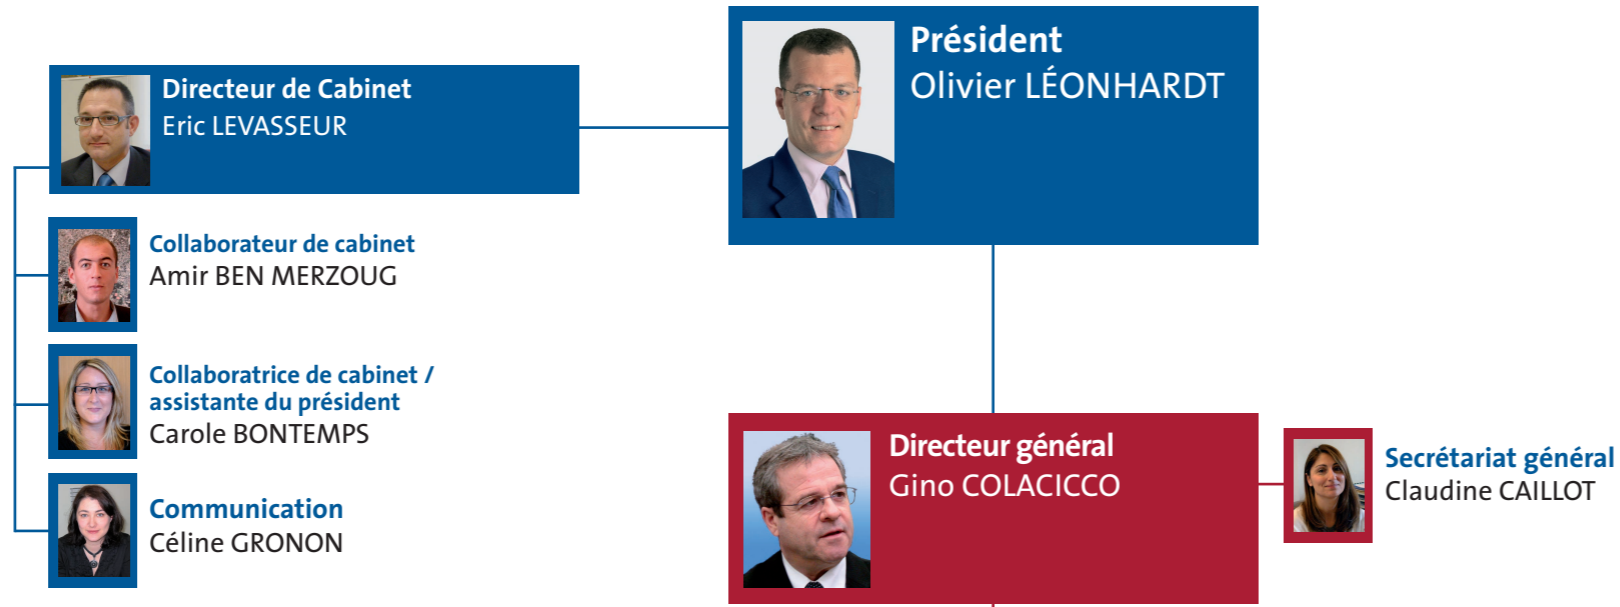 Président
Olivier LÉONHARDT
Directeur de Cabinet
Eric LEVASSEUR
Collaborateur de cabinet
Amir BEN MERZOUG
Collaboratrice de cabinet /
assistante du président
Carole BONTEMPS
Communication
Céline GRONON
Directeur général
Gino COLACICCO
Secrétariat général
Claudine CAILLOT